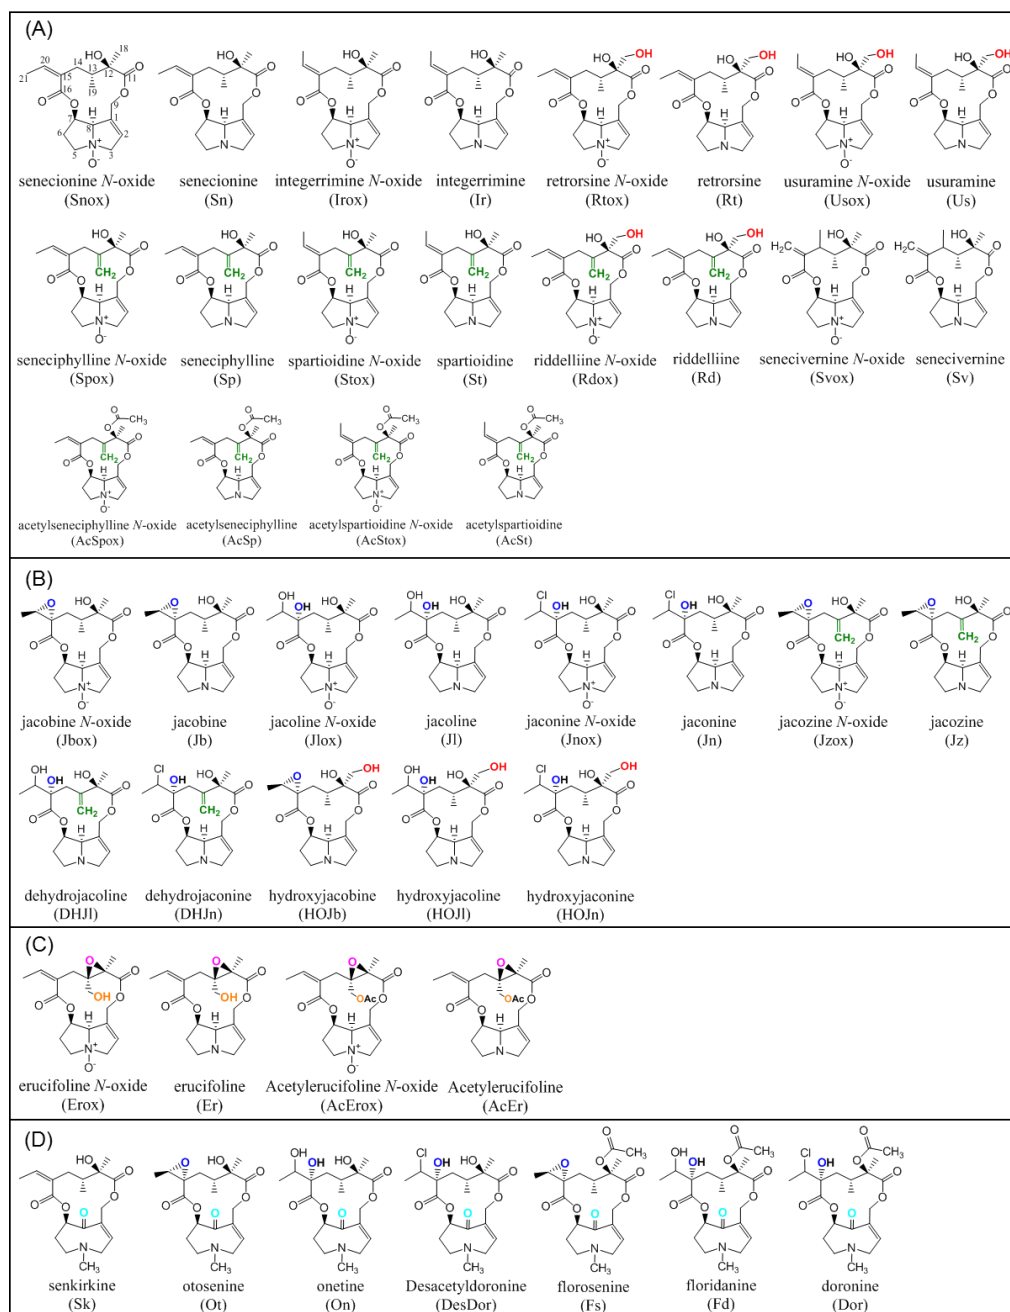 (A)
senecionine N-oxide
(Snox)
senecionine
(Sn)
integerrimine N-oxide
(Irox)
integerrimine
(Ir)
retrorsine N-oxide
(Rtox)
retrorsine
(Rt)
usuramine N-oxide
(Usox)
usuramine
(Us)
seneciphylline N-oxide
(Spox)
seneciphylline
(Sp)
spartioidine N-oxide
(Stox)
spartioidine
(St)
riddelliine N-oxide
(Rdox)
riddelliine
(Rd)
senecivernine N-oxide
(Svox)
senecivernine
(Sv)
acetylseneciphylline N-oxide
(AcSpox)
acetylseneciphylline
(AcSp)
acetylspartioidine N-oxide
(AcStox)
acetylspartioidine
(AcSt)
(B)
jacobine N-oxide
(Jbox)
jacobine
(Jb)
jacoline N-oxide
(Jlox)
jacoline
(Jl)
jaconine N-oxide
(Jnox)
jaconine
(Jn)
jacozine N-oxide
(Jzox)
jacozine
(Jz)
dehydrojacoline
(DHJl)
dehydrojaconine
(DHJn)
hydroxyjacobine
(HOJb)
hydroxyjacoline
(HOJl)
hydroxyjaconine
(HOJn)
(C)
erucifoline N-oxide
(Erox)
erucifoline
(Er)
Acetylerucifoline N-oxide
(AcErox)
Acetylerucifoline
(AcEr)
(D)
senkirkine
(Sk)
otosenine
(Ot)
onetine
(On)
Desacetyldoronine
(DesDor)
florosenine
(Fs)
floridanine
(Fd)
doronine
(Dor)